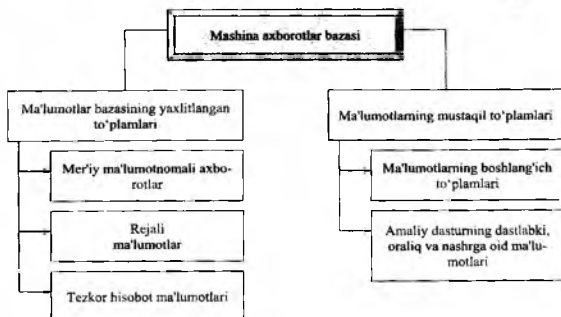 Mashina axborotlar bazasi
Ma'lumotlar bazasining yaxlitlangan
to'plamlari
Mer'iy ma'lumotnomali axbo-
rotlar
Rejali
ma'lumotlar
Tezkor hisobot ma'lumotlari
Ma'lumotlarning mustaqil to'plamlari
Ma'lumotlarning boshlang'ich
to'plamlari
Amaliy dasturning dastlabki,
oraliq va nashrga oid ma'lu-
motlari